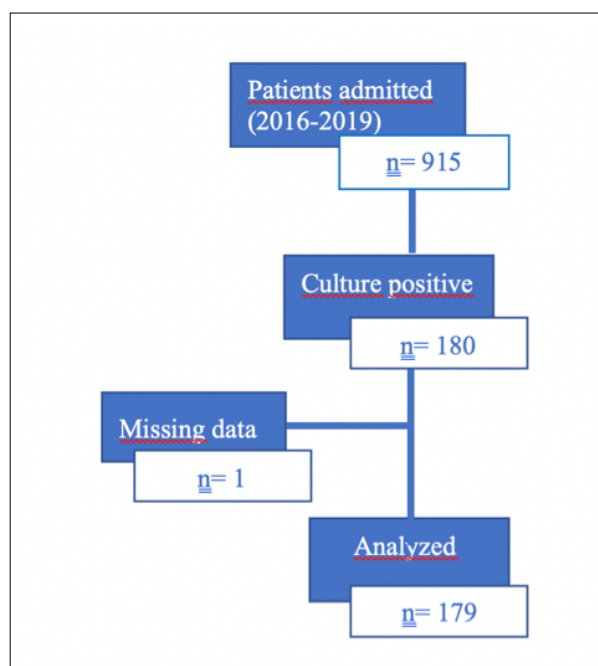 Patients admitted
(2016-2019)
n= 915
Culture positive
n= 180
Missing data
n= 1
Analyzed
n= 179